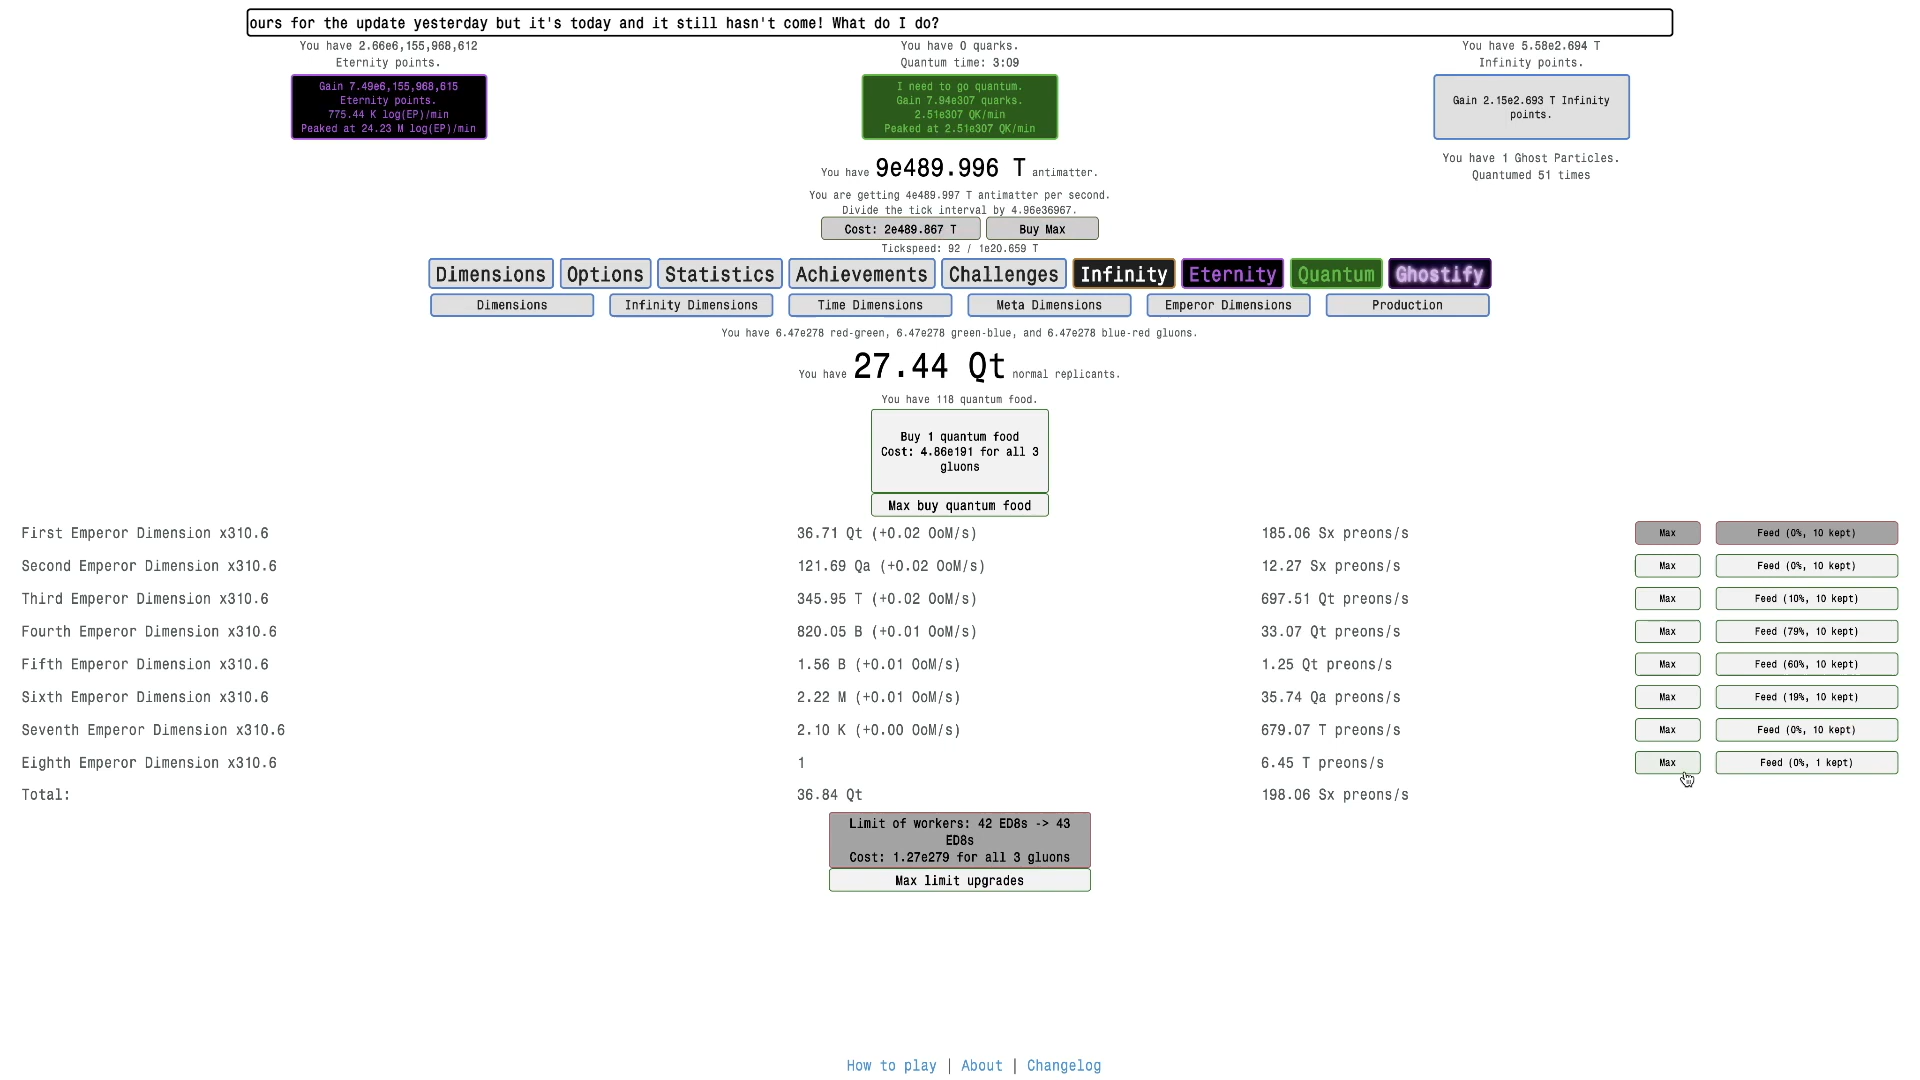 ours for the update yesterday but it's today and it still hasn't come! What do I do?
You have 2.66e6,155,968,612
Eternity points.
Gain 7.49e6,155,968,615
Eternity points.
775.44 K log(EP)/min
Peaked at 24.23 M log(EP)/min
You have 0 quarks.
Quantum time: 3:09
I need to go quantum.
Gain 7.94e307 quarks.
2.51e307 QK/min
Peaked at 2.51e307 QK/min
You have 5.58e2.694 T
Infinity points.
Gain 2.15e2.693 T Infinity
points.
You have 1 Ghost Particles.
Quantumed 51 times
You have 9e489.996 T antimatter.
You are getting 4e489.997 T antimatter per second.
Divide the tick interval by 4.96e36967.
Cost: 2e489.867 T Buy Max
Tickspeed: 92 / 1e20.659 T
Dimensions Options Statistics Achievements Challenges Infinity Eternity Quantum Ghostify
Dimensions Infinity Dimensions Time Dimensions Meta Dimensions Emperor Dimensions Production
You have 6.47e278 red-green, 6.47e278 green-blue, and 6.47e278 blue-red gluons.
You have 27.44 Qt normal replicants.
You have 118 quantum food.
Buy 1 quantum food
Cost: 4.86e191 for all 3
gluons
Max buy quantum food
First Emperor Dimension x310.6 36.71 Qt (+0.02 OoM/s) 185.06 Sx preons/s Max Feed (0%, 10 kept)
Second Emperor Dimension x310.6 121.69 Qa (+0.02 OoM/s) 12.27 Sx preons/s Max Feed (0%, 10 kept)
Third Emperor Dimension x310.6 345.95 T (+0.02 OoM/s) 697.51 Qt preons/s Max Feed (10%, 10 kept)
Fourth Emperor Dimension x310.6 820.05 B (+0.01 OoM/s) 33.07 Qt preons/s Max Feed (79%, 10 kept)
Fifth Emperor Dimension x310.6 1.56 B (+0.01 OoM/s) 1.25 Qt preons/s Max Feed (60%, 10 kept)
Sixth Emperor Dimension x310.6 2.22 M (+0.01 OoM/s) 35.74 Qa preons/s Max Feed (19%, 10 kept)
Seventh Emperor Dimension x310.6 2.10 K (+0.00 OoM/s) 679.07 T preons/s Max Feed (0%, 10 kept)
Eighth Emperor Dimension x310.6 1 6.45 T preons/s Max Feed (0%, 1 kept)
Total: 36.84 Qt 198.06 Sx preons/s
Limit of workers: 42 ED8s -> 43
ED8s
Cost: 1.27e279 for all 3 gluons
Max limit upgrades
How to play | About | Changelog